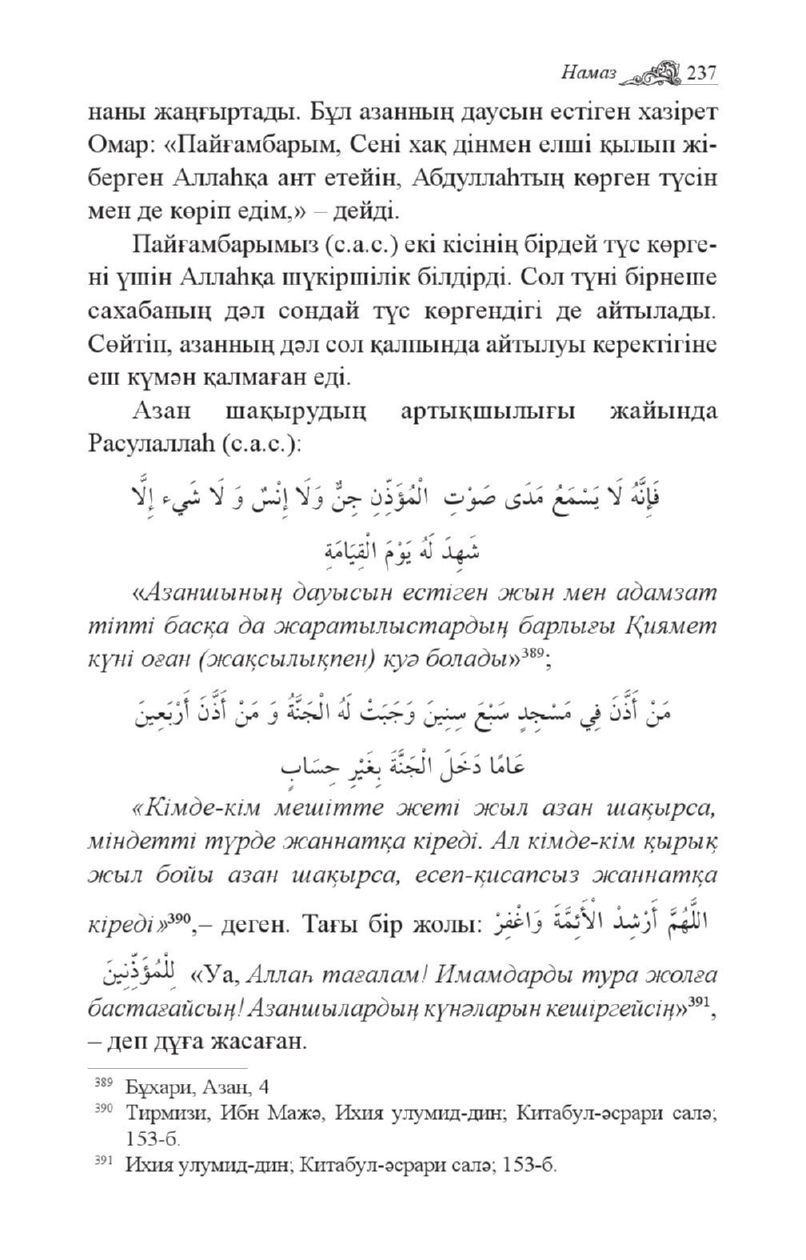 Намаз 237
наны жаңғыртады. Бұл азанның даусын естіген хазірет
Омар: «Пайғамбарым, Сені хақ дінмен елші қылып жі-
берген Аллаһқа ант етейін, Абдуллаһтың көрген түсін
мен де көріп едім,» – дейді.
Пайғамбарымыз (с.а.с.) екі кісінің бірдей түс көрге-
ні үшін Аллаһқа шүкіршілік білдірді. Сол түні бірнеше
сахабаның дәл сондай түс көргендігі де айтылады.
Сөйтіп, азанның дәл сол қалпында айтылуы керектігіне
еш күмән қалмаған еді.
Азан шақырудың артықшылығы жайында
Расулаллаһ (с.а.с.):
فَإِنَّهُ لَا يَسْمَعُ مَدَى صَوْتِ الْمُؤَذِّنِ جِنٌّ وَلَا إِنْسٌ وَ لَا شَيء إِلَّا
شَهِدَ لَهُ يَوْمَ الْقِيَامَةِ
«Азаншының дауысын естіген жын мен адамзат
тіпті басқа да жаратылыстардың барлығы Қиямет
күні оған (жақсылықпен) куә болады»³⁸⁹;
مَنْ أَذَّنَ فِي مَسْجِدٍ سَبْعَ سِنِينَ وَجَبَتْ لَهُ الْجَنَّةُ وَ مَنْ أَذَّنَ أَرْبَعِينَ
عَامًا دَخَلَ الْجَنَّةَ بِغَيْرِ حِسَابٍ
«Кімде-кім мешітте жеті жыл азан шақырса,
міндетті түрде жаннатқа кіреді. Ал кімде-кім қырық
жыл бойы азан шақырса, есеп-қисапсыз жаннатқа
кіреді»³⁹⁰,– деген. Тағы бір жолы: اللَّهُمَّ أَرْشِدْ الْأَئِمَّةَ وَاغْفِرْ
لِلْمُؤَذِّنِينَ «Уа, Аллаһ тағалам! Имамдарды тура жолға
бастағайсың! Азаншылардың күнәларын кешіргейсің»³⁹¹,
– деп дұға жасаған.
³⁸⁹ Бұхари, Азан, 4
³⁹⁰ Тирмизи, Ибн Мажә, Ихия улумид-дин; Китабул-әсрари салә;
153-б.
³⁹¹ Ихия улумид-дин; Китабул-әсрари салә; 153-б.